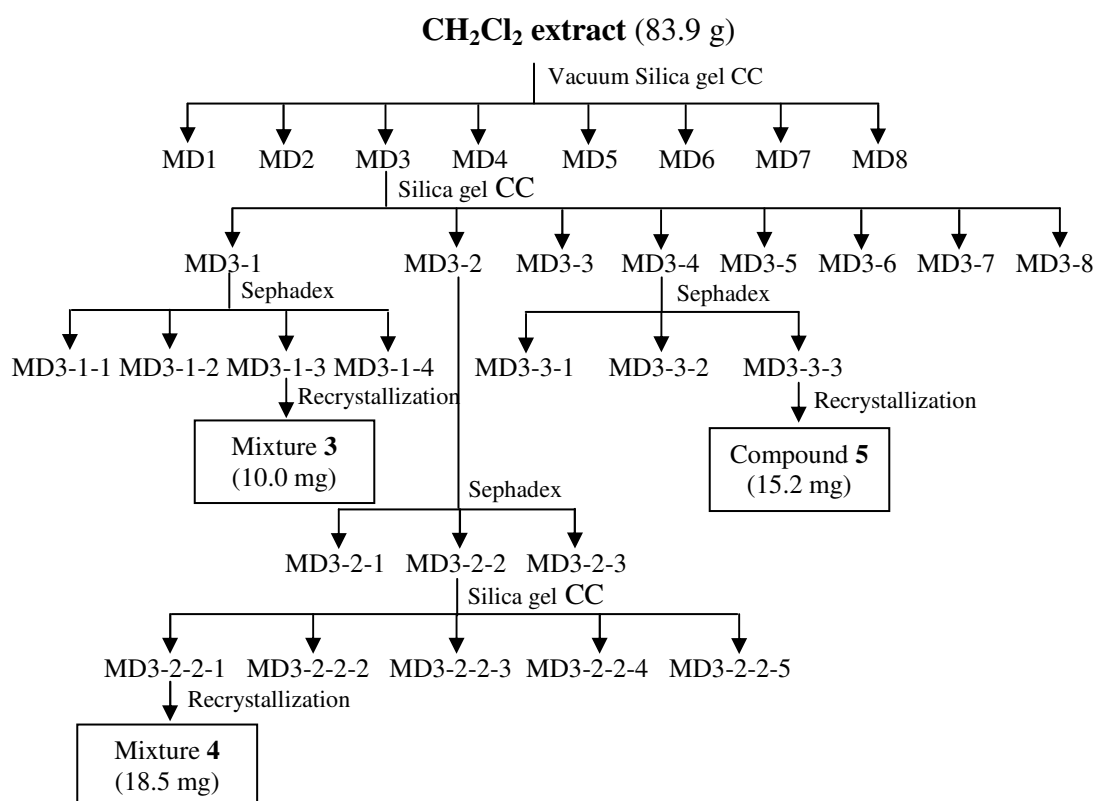 CH₂Cl₂ extract (83.9 g)
Vacuum Silica gel CC
MD1 MD2 MD3 MD4 MD5 MD6 MD7 MD8
Silica gel CC
MD3-1 MD3-2 MD3-3 MD3-4 MD3-5 MD3-6 MD3-7 MD3-8
Sephadex Sephadex
MD3-1-1 MD3-1-2 MD3-1-3 MD3-1-4 MD3-3-1 MD3-3-2 MD3-3-3
Recrystallization Recrystallization
Mixture 3
(10.0 mg)
Compound 5
(15.2 mg)
Sephadex
MD3-2-1 MD3-2-2 MD3-2-3
Silica gel CC
MD3-2-2-1 MD3-2-2-2 MD3-2-2-3 MD3-2-2-4 MD3-2-2-5
Recrystallization
Mixture 4
(18.5 mg)